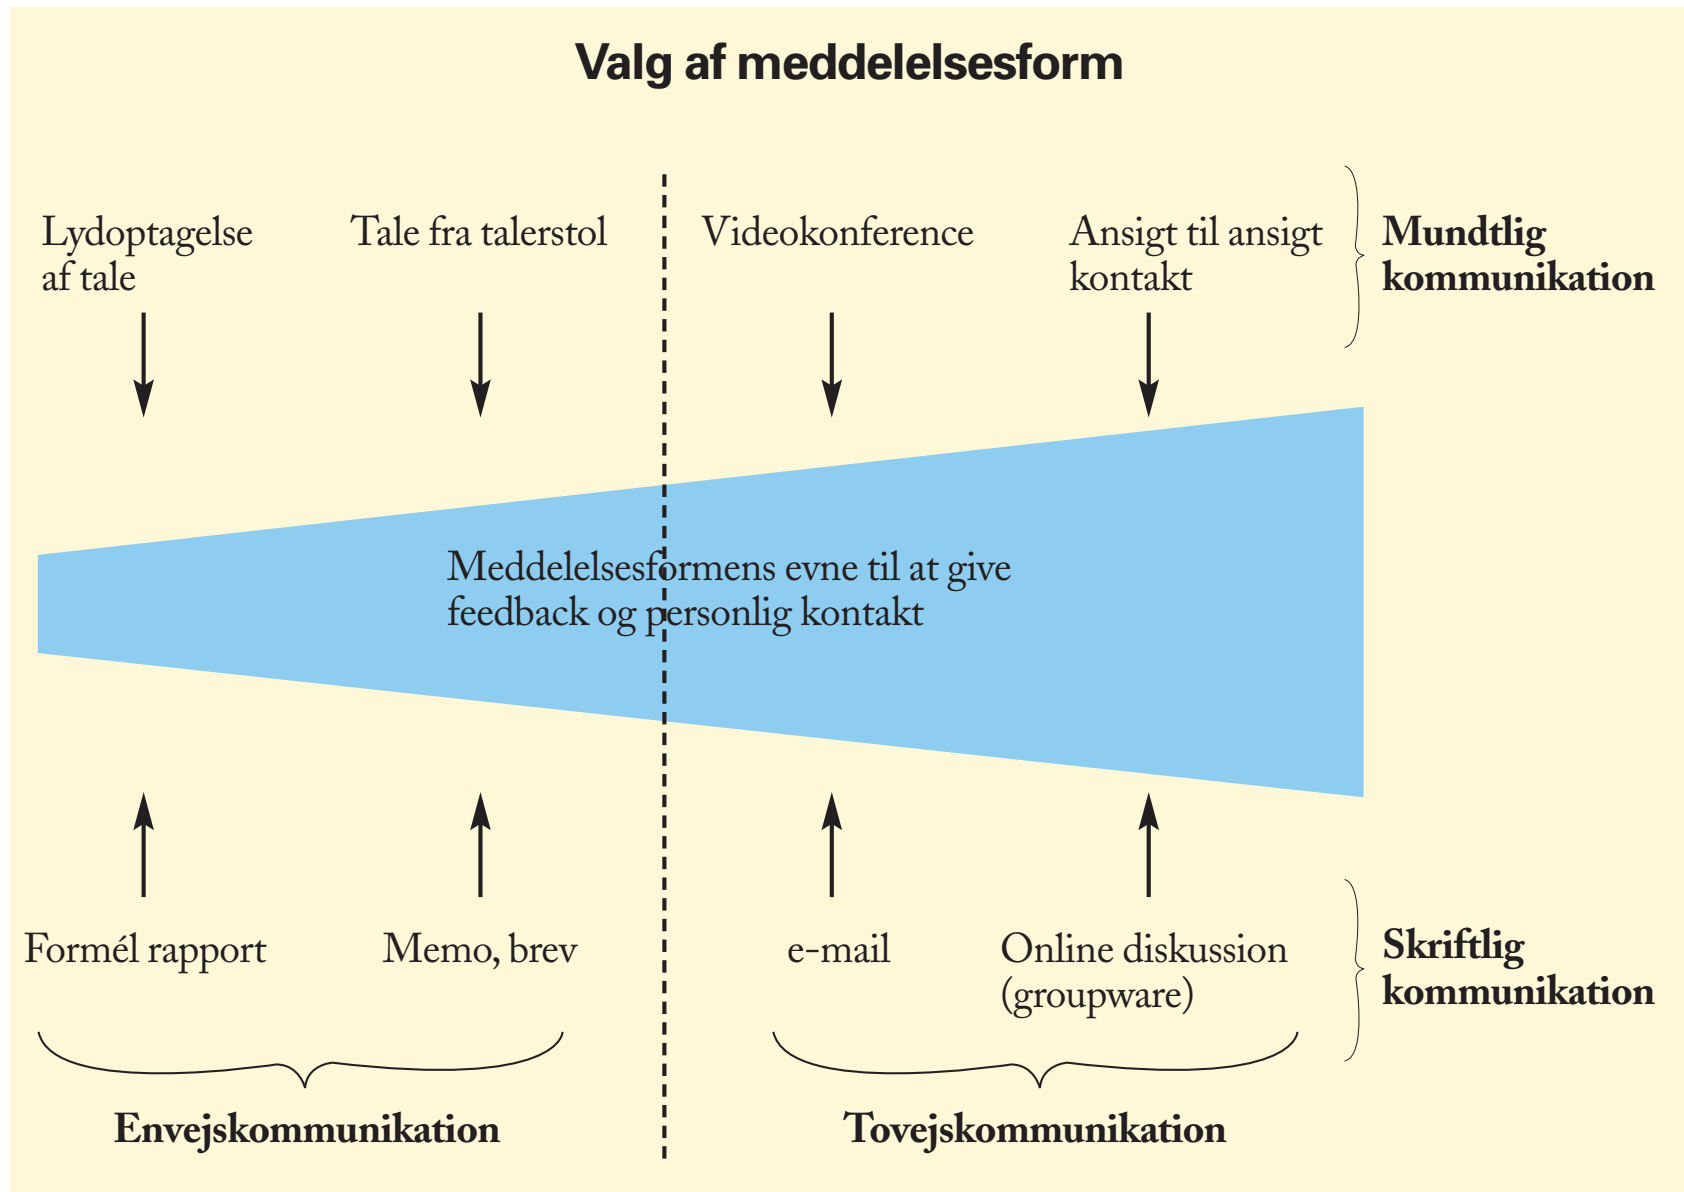 Valg af meddelelsesform
Lydoptagelse
af tale
Tale fra talerstol
Videokonference
Ansigt til ansigt
kontakt
Mundtlig
kommunikation
Meddelelsesformens evne til at give
feedback og personlig kontakt
Formél rapport
Memo, brev
e-mail
Online diskussion
(groupware)
Skriftlig
kommunikation
Envejskommunikation
Tovejskommunikation